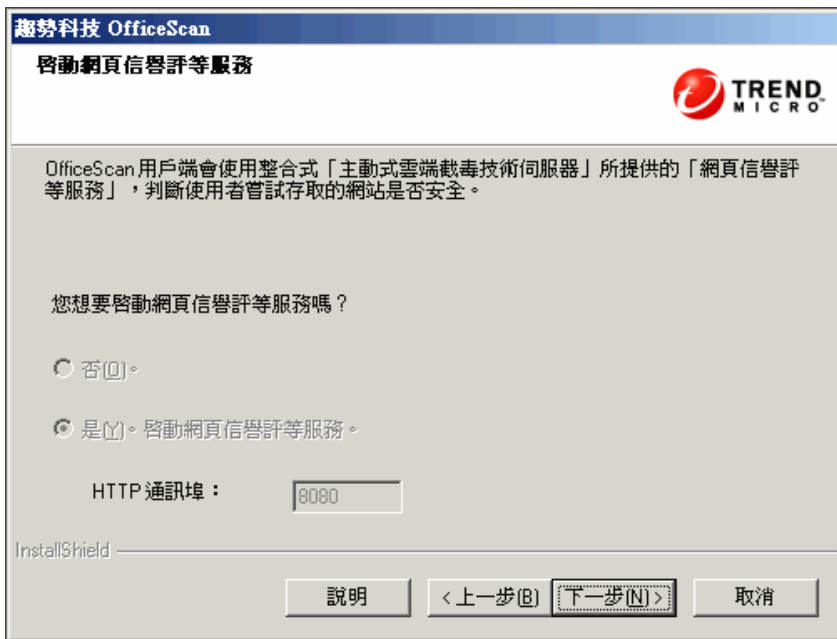 趨勢科技 OfficeScan
啓動網頁信譽評等服務
TREND
MICRO™
OfficeScan 用戶端會使用整合式「主動式雲端截毒技術伺服器」所提供的「網頁信譽評
等服務」，判斷使用者嘗試存取的網站是否安全。
您想要啓動網頁信譽評等服務嗎？
否(O)。
是(Y)。啓動網頁信譽評等服務。
HTTP 通訊埠：
8080
InstallShield
說明
< 上一步(B)
下一步(N) >
取消